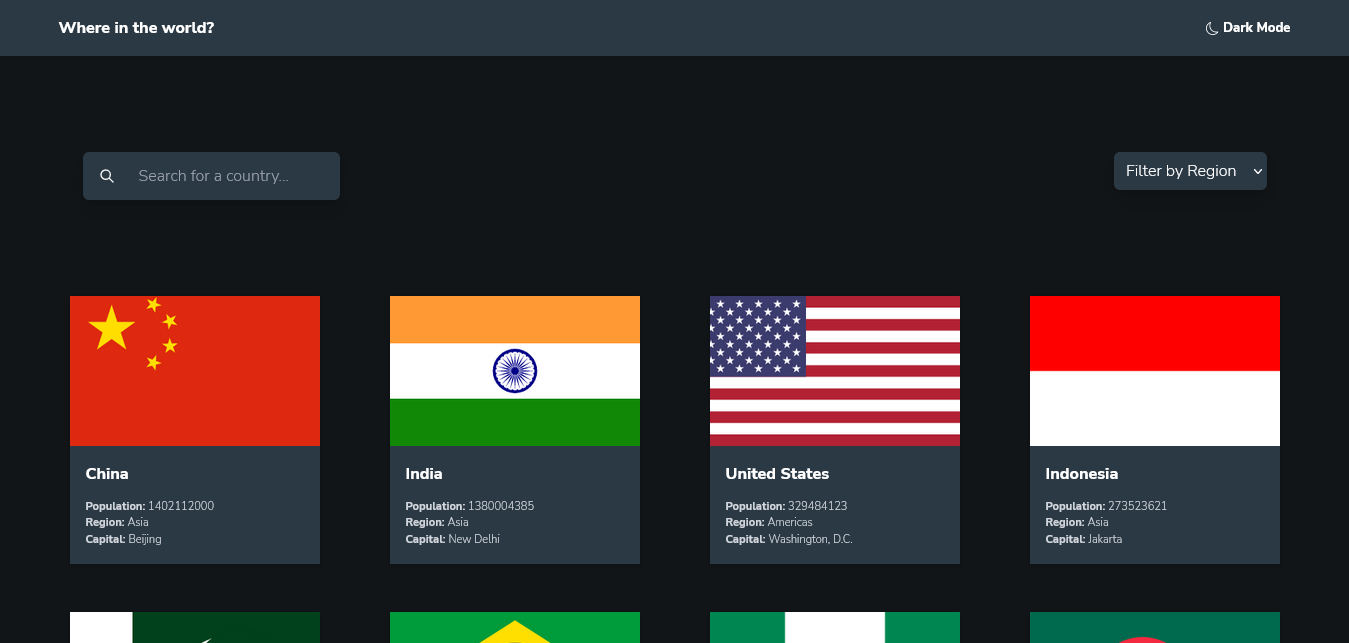 Where in the world?
Dark Mode
Search for a country...
Filter by Region
China
Population: 1402112000
Region: Asia
Capital: Beijing
India
Population: 1380004385
Region: Asia
Capital: New Delhi
United States
Population: 329484123
Region: Americas
Capital: Washington, D.C.
Indonesia
Population: 273523621
Region: Asia
Capital: Jakarta